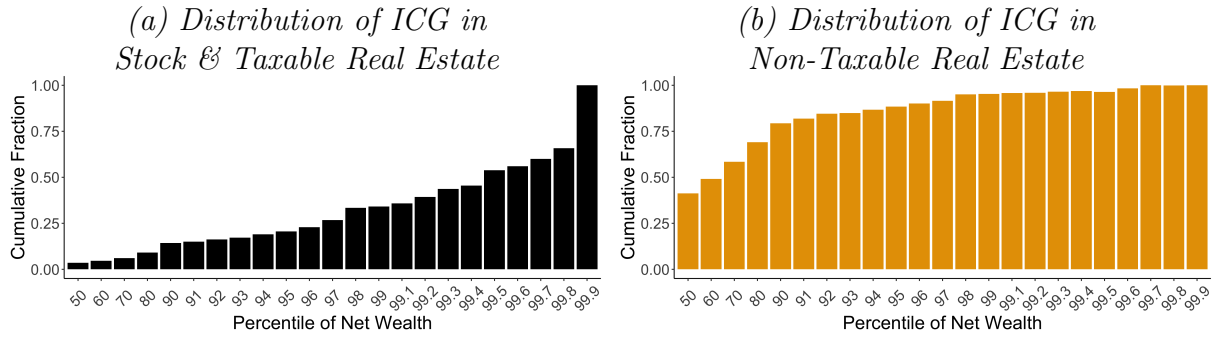 (a) Distribution of ICG in
Stock & Taxable Real Estate
1.00
0.75
0.50
0.25
0.00
Cumulative Fraction
50 60 70 80 90 91 92 93 94 95 96 97 98 99 99.1 99.2 99.3 99.4 99.5 99.6 99.7 99.8 99.9
Percentile of Net Wealth
(b) Distribution of ICG in
Non-Taxable Real Estate
1.00
0.75
0.50
0.25
0.00
Cumulative Fraction
50 60 70 80 90 91 92 93 94 95 96 97 98 99 99.1 99.2 99.3 99.4 99.5 99.6 99.7 99.8 99.9
Percentile of Net Wealth